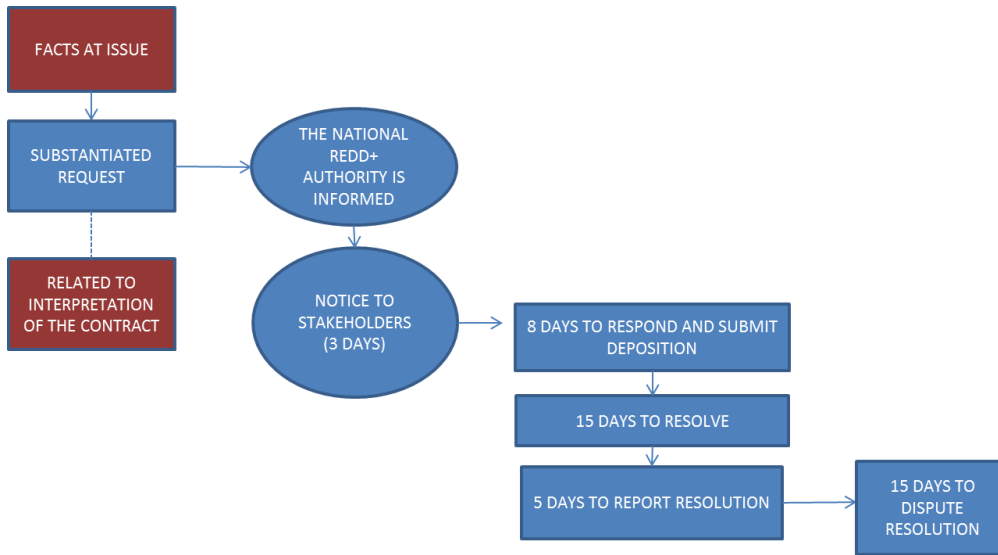 FACTS AT ISSUE
SUBSTANTIATED
REQUEST
THE NATIONAL
REDD+
AUTHORITY IS
INFORMED
RELATED TO
INTERPRETATION
OF THE CONTRACT
NOTICE TO
STAKEHOLDERS
(3 DAYS)
8 DAYS TO RESPOND AND SUBMIT
DEPOSITION
15 DAYS TO RESOLVE
5 DAYS TO REPORT RESOLUTION
15 DAYS TO
DISPUTE
RESOLUTION